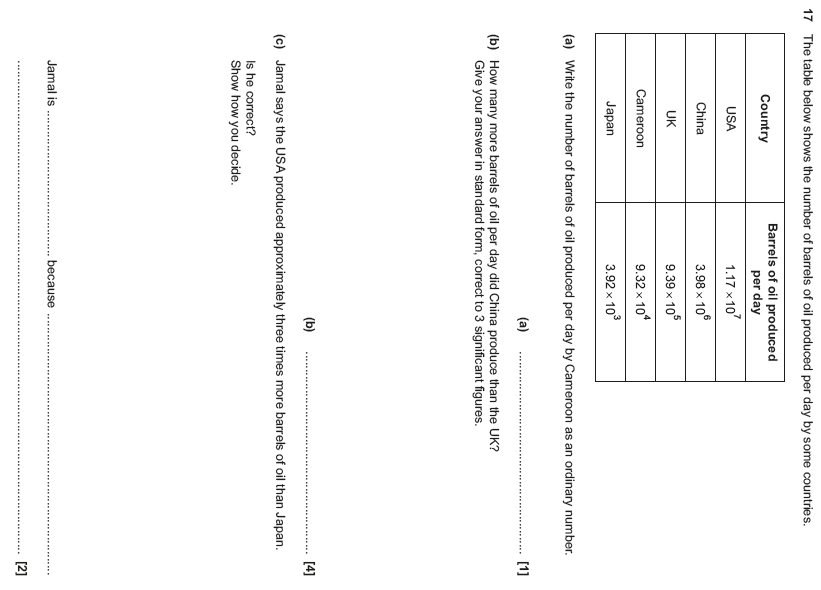 17 The table below shows the number of barrels of oil produced per day by some countries.
Country Barrels of oil produced per day
USA 1.17 × 10^7
China 3.98 × 10^6
UK 9.39 × 10^5
Cameroon 9.32 × 10^4
Japan 3.92 × 10^3
(a) Write the number of barrels of oil produced per day by Cameroon as an ordinary number.
(a) ........................................................ [1]
(b) How many more barrels of oil per day did China produce than the UK?
Give your answer in standard form, correct to 3 significant figures.
(b) ........................................................ [4]
(c) Jamal says the USA produced approximately three times more barrels of oil than Japan.
Is he correct?
Show how you decide.
Jamal is ........................................ because ........................................................................
........................................................................................................................................ [2]